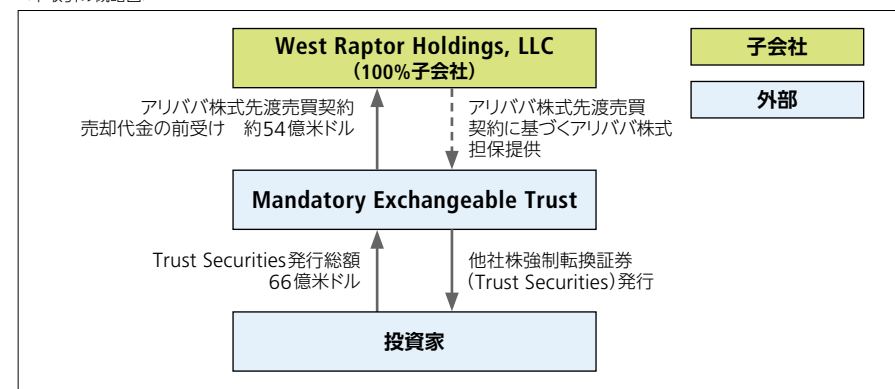 West Raptor Holdings, LLC
(100%子会社)
子会社
外部
アリババ株式先渡売買契約
売却代金の前受け 約54億米ドル
アリババ株式先渡売買
契約に基づくアリババ株式
担保提供
Mandatory Exchangeable Trust
Trust Securities発行総額
66億米ドル
他社株強制転換証券
(Trust Securities)発行
投資家